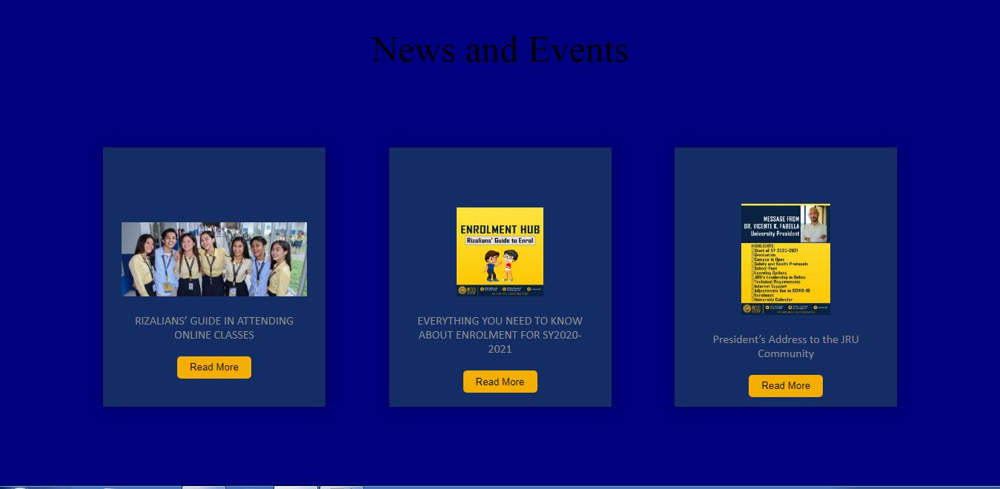 News and Events
RIZALIANS’ GUIDE IN ATTENDING
ONLINE CLASSES
Read More
ENROLMENT HUB
Rizalians' Guide to Enrol
EVERYTHING YOU NEED TO KNOW
ABOUT ENROLMENT FOR SY2020-
2021
Read More
MESSAGE FROM
DR. VICENTE K. FABELLA
University President
HIGHLIGHTS:
Start of SY 2020-2021
Graduation
Campus is Open
Safety and Health Protocols
School Fees
Learning Options
JRU's Leadership in Online
Technical Requirements
Internet Support
Adjustments due to COVID-19
Enrolment
University Calendar
President’s Address to the JRU
Community
Read More